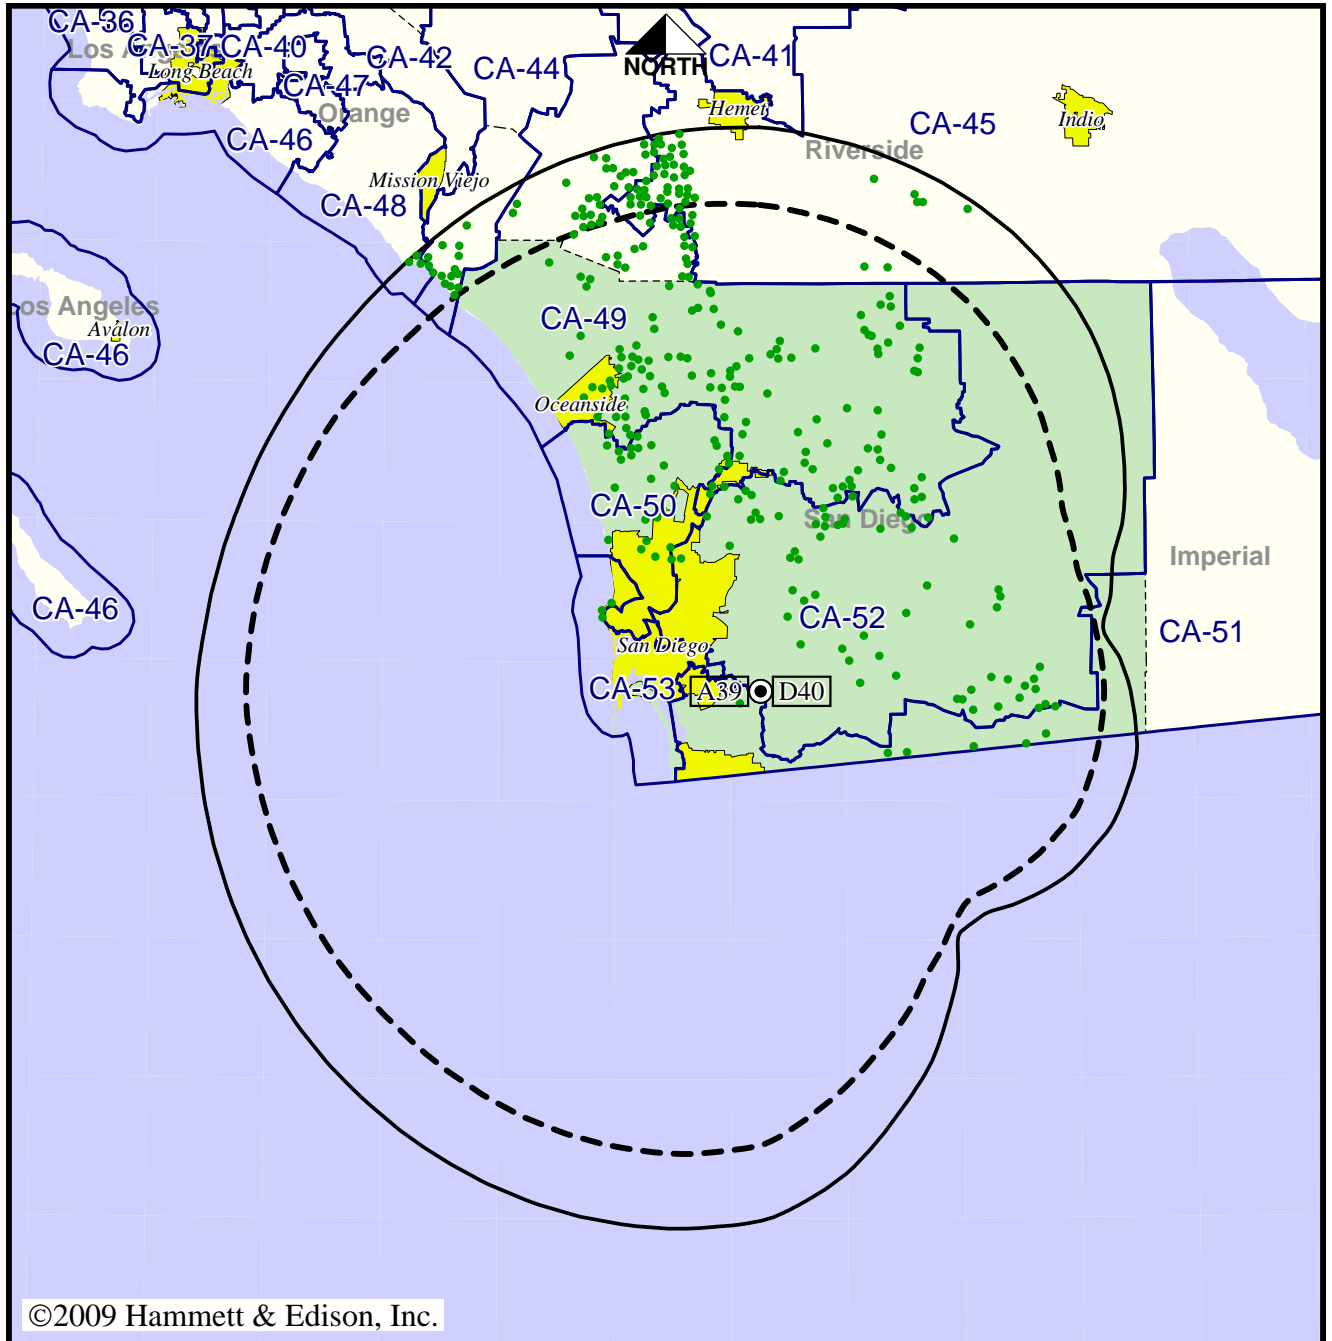 CA-36
Los Angeles
CA-37
CA-40
Long Beach
CA-42
CA-47
Orange
CA-44
NORTH
CA-41
Hemet
CA-45
Riverside
Indio
CA-46
Mission Viejo
CA-48
os Angeles
Avalon
CA-46
CA-49
Oceanside
CA-50
San Diego
Imperial
CA-46
CA-52
CA-51
San Diego
CA-53
A39
D40
©2009 Hammett & Edison, Inc.